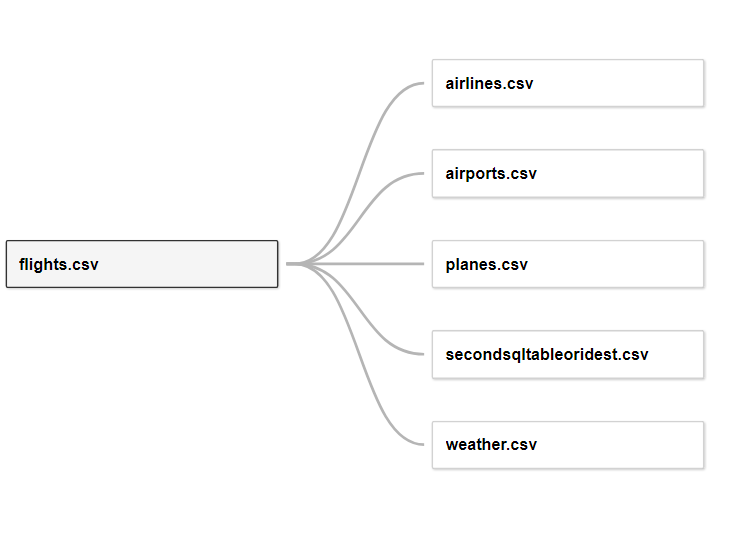 airlines.csv
airports.csv
flights.csv
planes.csv
secondsqltableoridest.csv
weather.csv